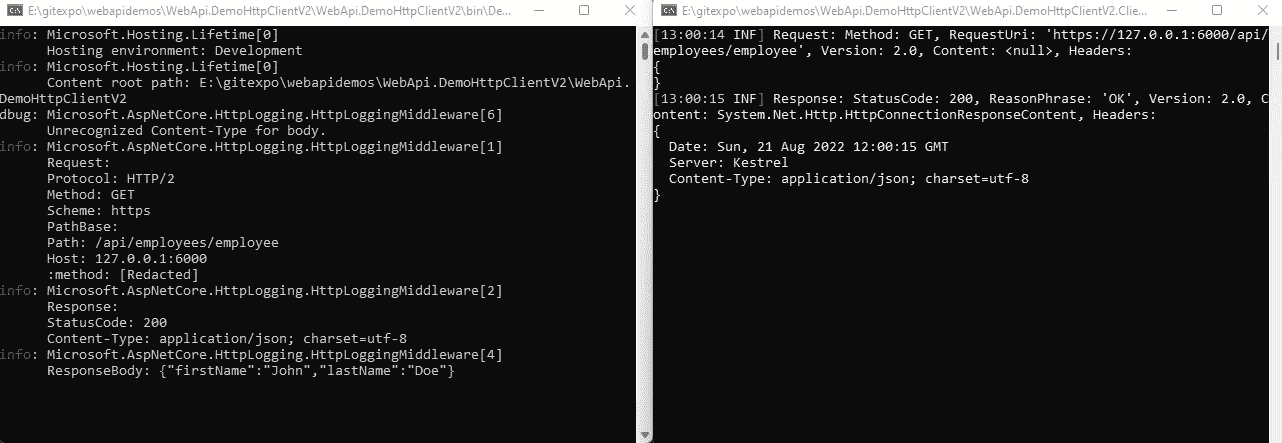 E:\gitexpo\webapidemos\WebApi.DemoHttpClientV2\WebApi.DemoHttpClientV2\bin\De...
info: Microsoft.Hosting.Lifetime[0]
Hosting environment: Development
info: Microsoft.Hosting.Lifetime[0]
Content root path: E:\gitexpo\webapidemos\WebApi.DemoHttpClientV2\WebApi.
DemoHttpClientV2
dbug: Microsoft.AspNetCore.HttpLogging.HttpLoggingMiddleware[6]
Unrecognized Content-Type for body.
info: Microsoft.AspNetCore.HttpLogging.HttpLoggingMiddleware[1]
Request:
Protocol: HTTP/2
Method: GET
Scheme: https
PathBase:
Path: /api/employees/employee
Host: 127.0.0.1:6000
:method: [Redacted]
info: Microsoft.AspNetCore.HttpLogging.HttpLoggingMiddleware[2]
Response:
StatusCode: 200
Content-Type: application/json; charset=utf-8
info: Microsoft.AspNetCore.HttpLogging.HttpLoggingMiddleware[4]
ResponseBody: {"firstName":"John","lastName":"Doe"}
E:\gitexpo\webapidemos\WebApi.DemoHttpClientV2\WebApi.DemoHttpClientV2.Clie...
[13:00:14 INF] Request: Method: GET, RequestUri: 'https://127.0.0.1:6000/api/
employees/employee', Version: 2.0, Content: <null>, Headers:
{
}
[13:00:15 INF] Response: StatusCode: 200, ReasonPhrase: 'OK', Version: 2.0, C
ontent: System.Net.Http.HttpConnectionResponseContent, Headers:
{
Date: Sun, 21 Aug 2022 12:00:15 GMT
Server: Kestrel
Content-Type: application/json; charset=utf-8
}